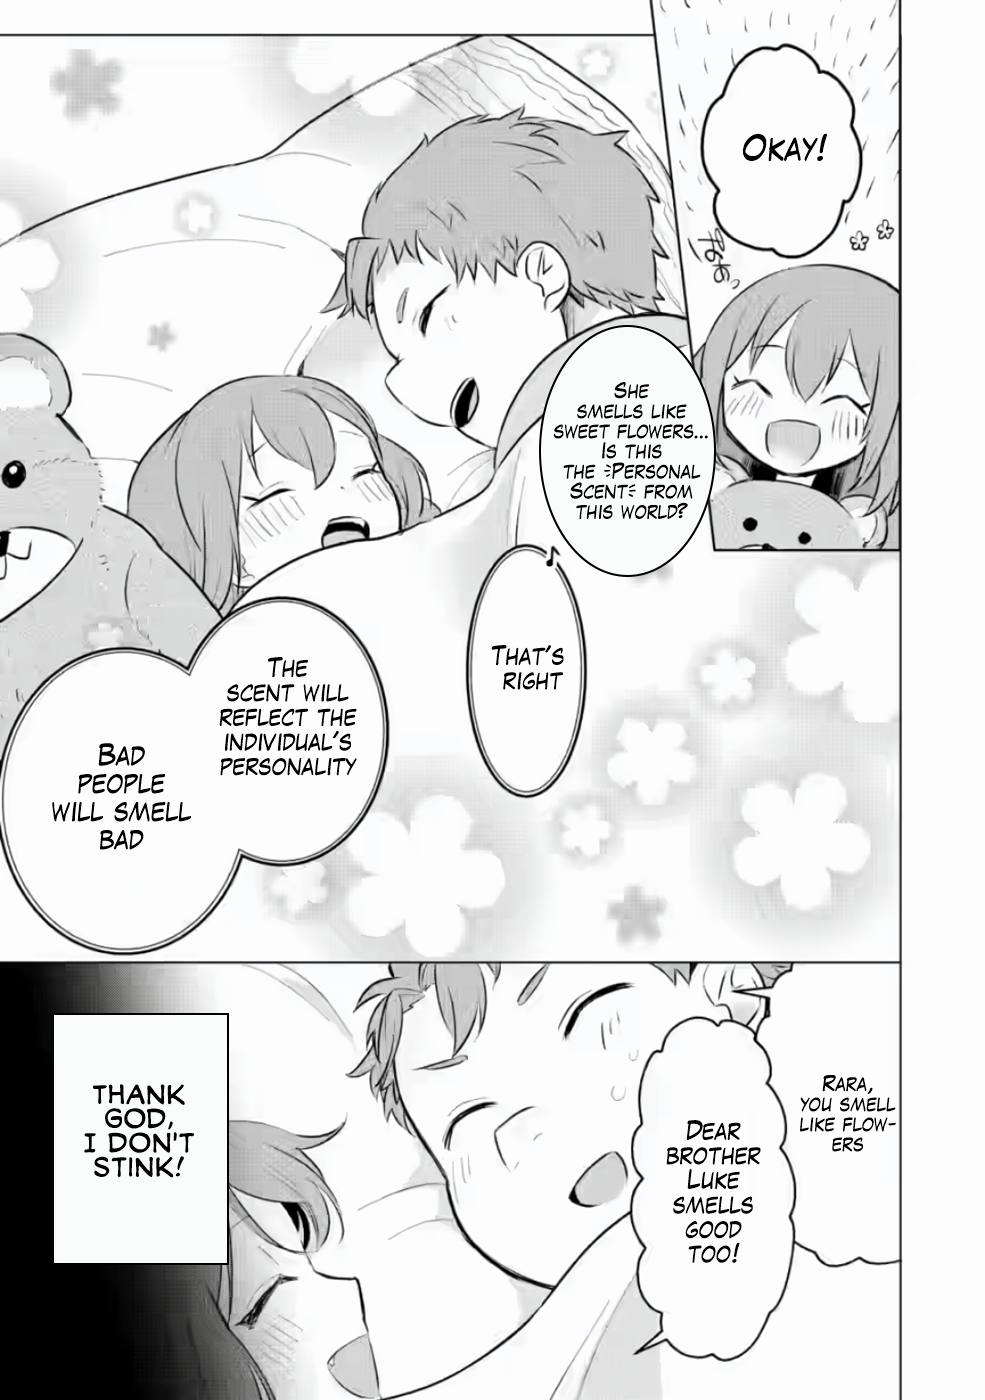 OKAY!
SHE
SMELLS LIKE
SWEET FLOWERS...
IS THIS
THE PERSONAL
SCENT FROM
THIS WORLD?
THAT'S
RIGHT
THE
SCENT WILL
REFLECT THE
INDIVIDUAL'S
PERSONALITY
BAD
PEOPLE
WILL SMELL
BAD
RARA,
YOU SMELL
LIKE FLOW-
ERS
DEAR
BROTHER
LUKE
SMELLS
GOOD
TOO!
THANK
GOD,
I DON'T
STINK!